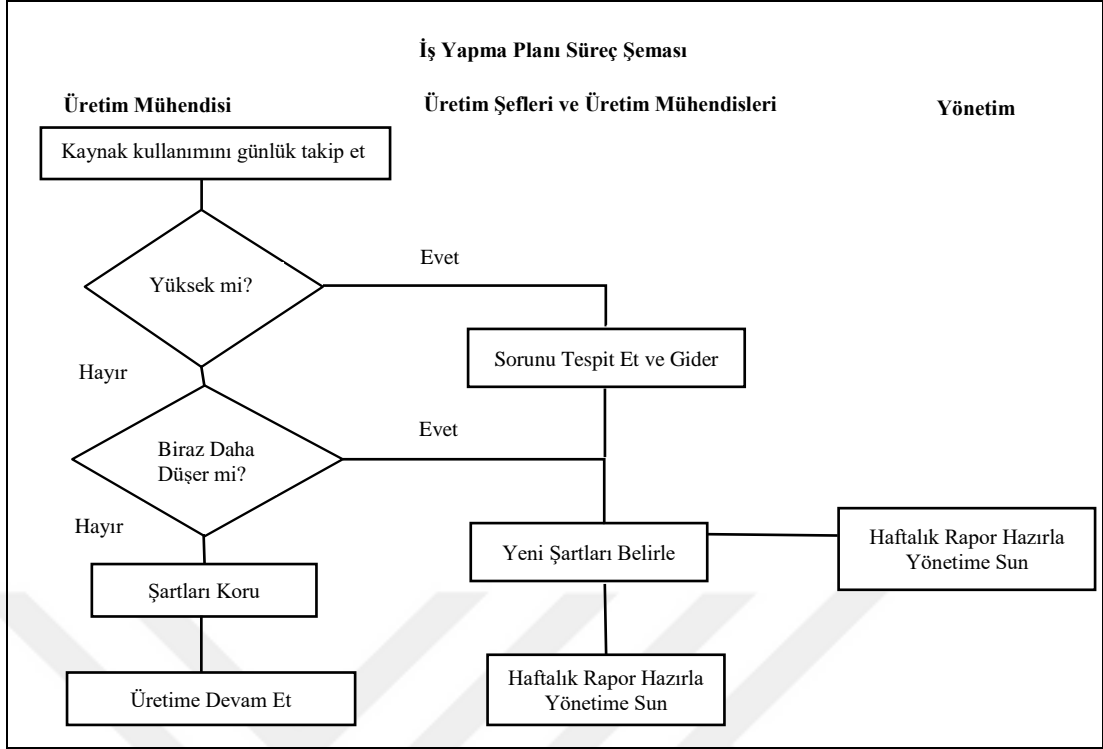 İş Yapma Planı Süreç Şeması
Üretim Mühendisi
Üretim Şefleri ve Üretim Mühendisleri
Yönetim
Kaynak kullanımını günlük takip et
Evet
Yüksek mi?
Sorunu Tespit Et ve Gider
Hayır
Evet
Biraz Daha
Düşer mi?
Hayır
Yeni Şartları Belirle
Haftalık Rapor Hazırla
Yönetime Sun
Şartları Koru
Haftalık Rapor Hazırla
Yönetime Sun
Üretime Devam Et